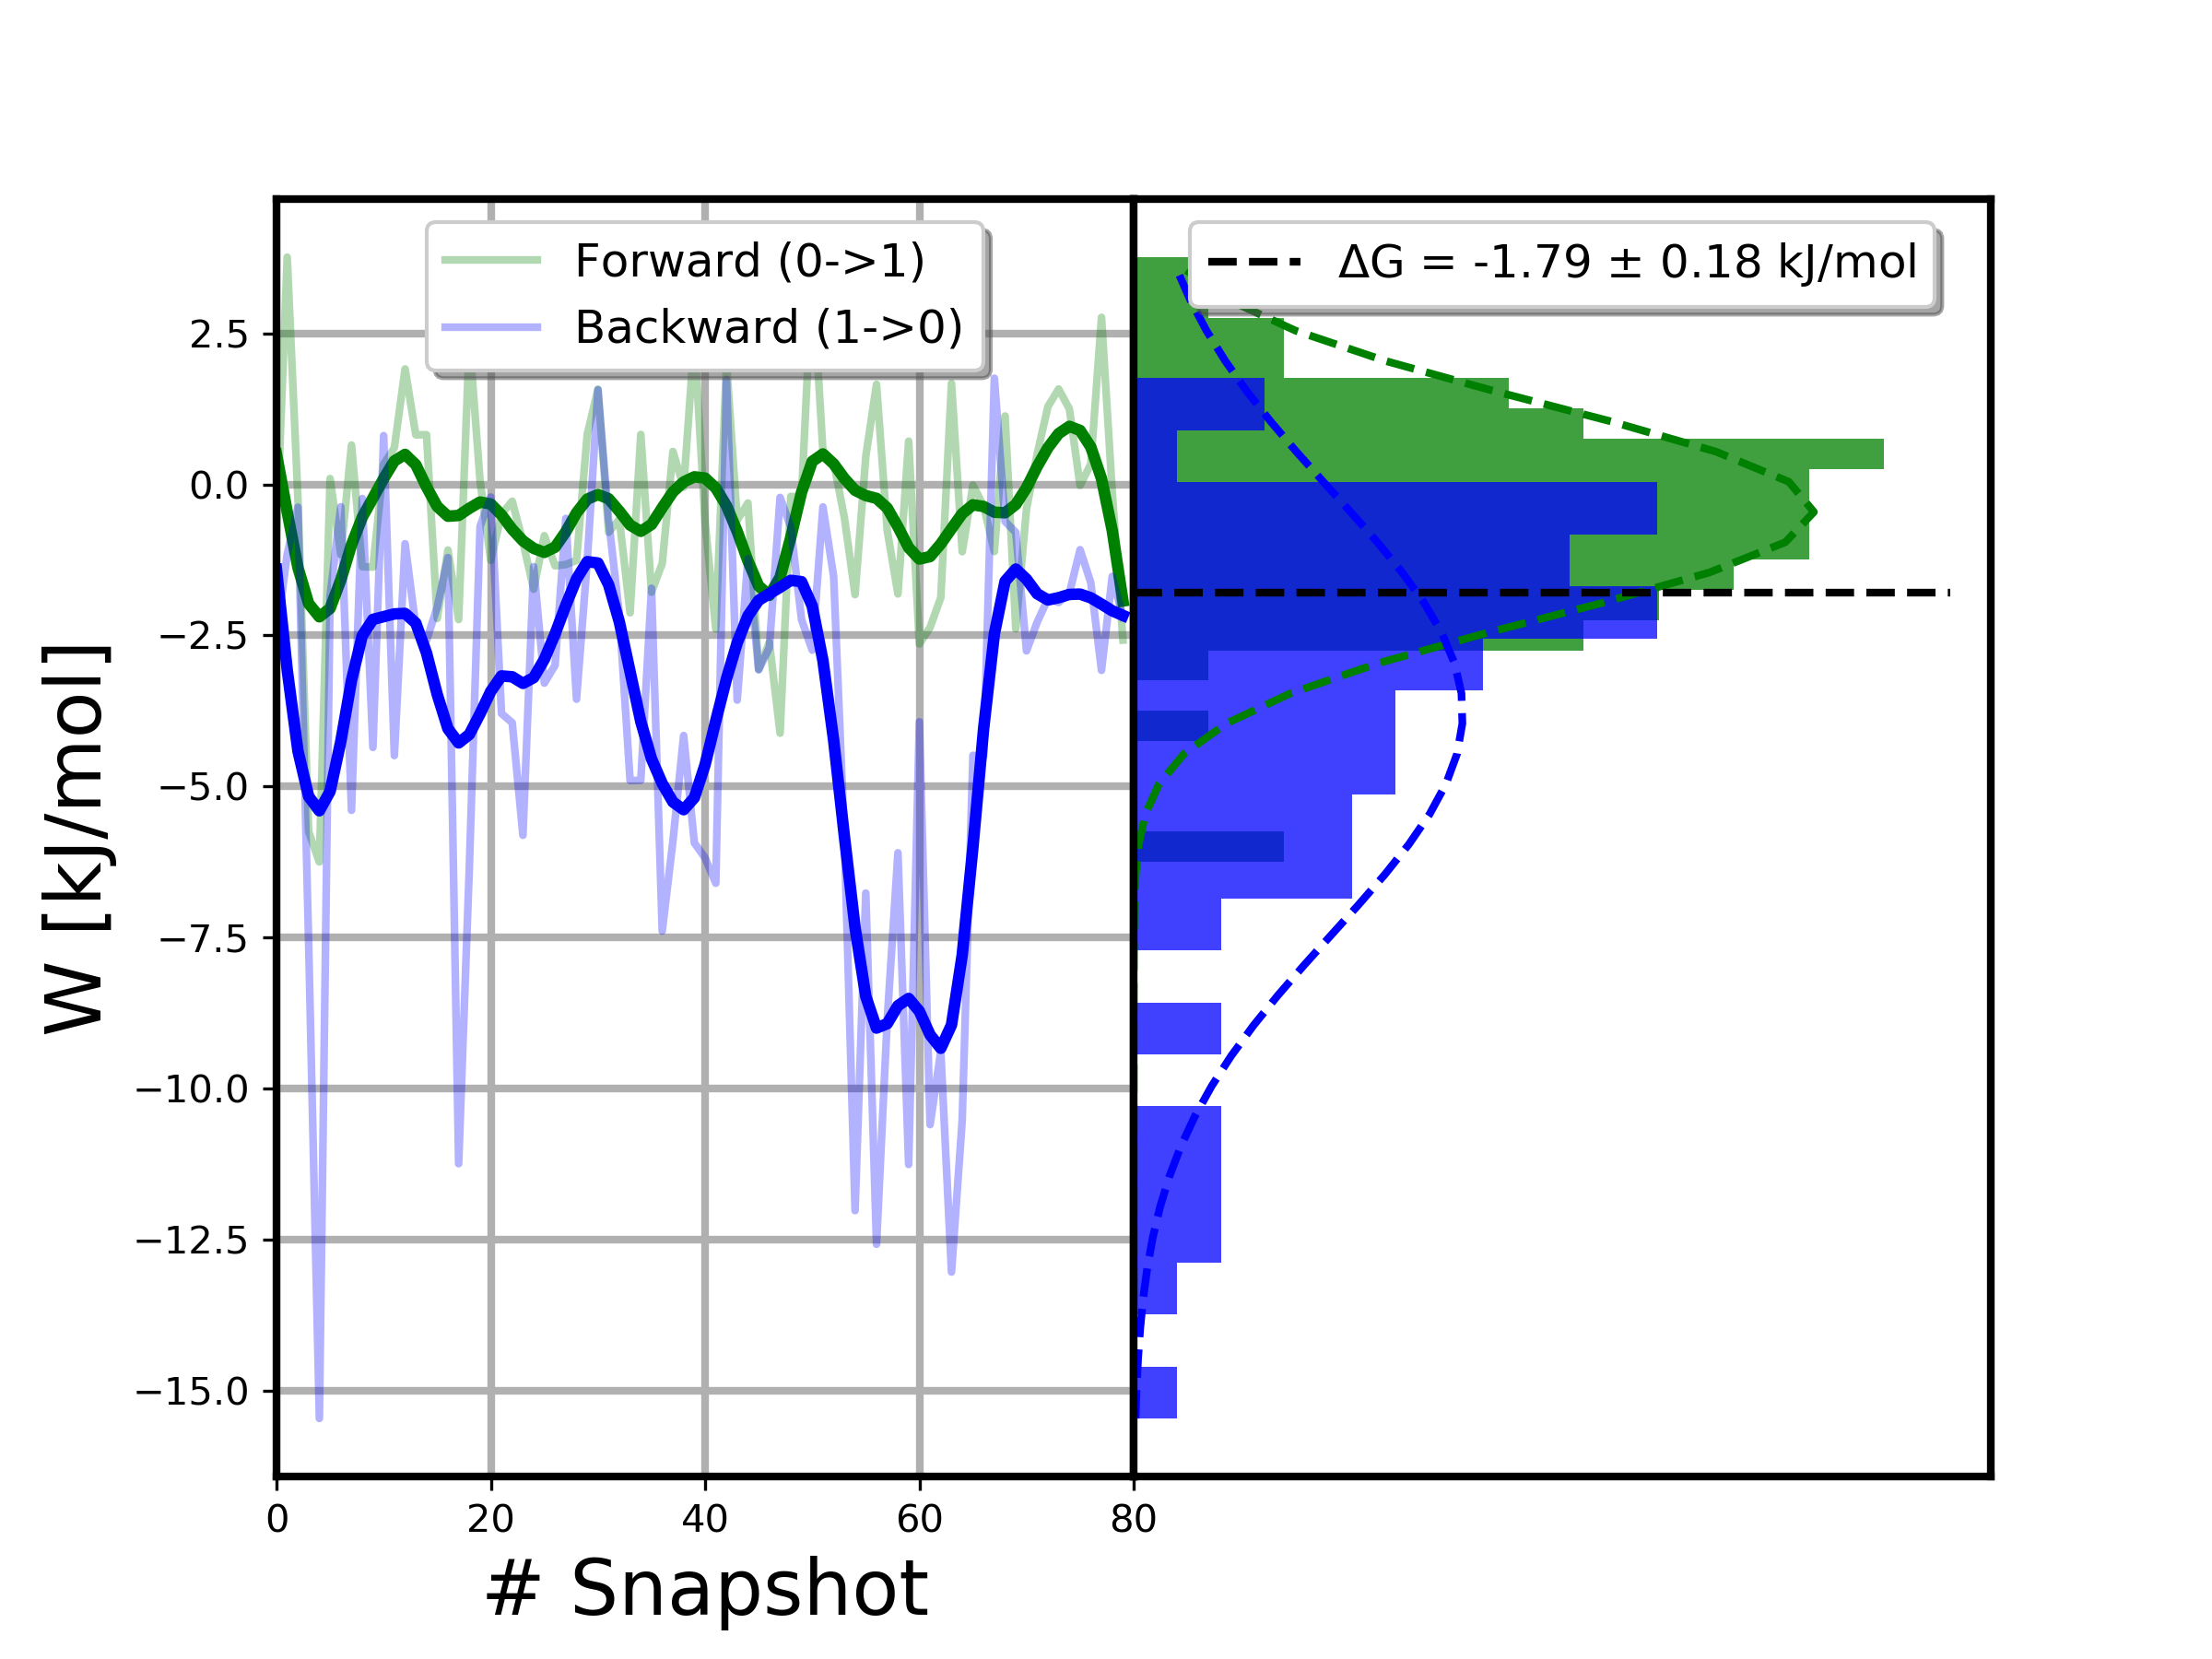 Forward (0->1)
Backward (1->0)
ΔG = -1.79 ± 0.18 kJ/mol
2.5
0.0
−2.5
−5.0
−7.5
−10.0
−12.5
−15.0
W [kJ/mol]
0 20 40 60 80
# Snapshot